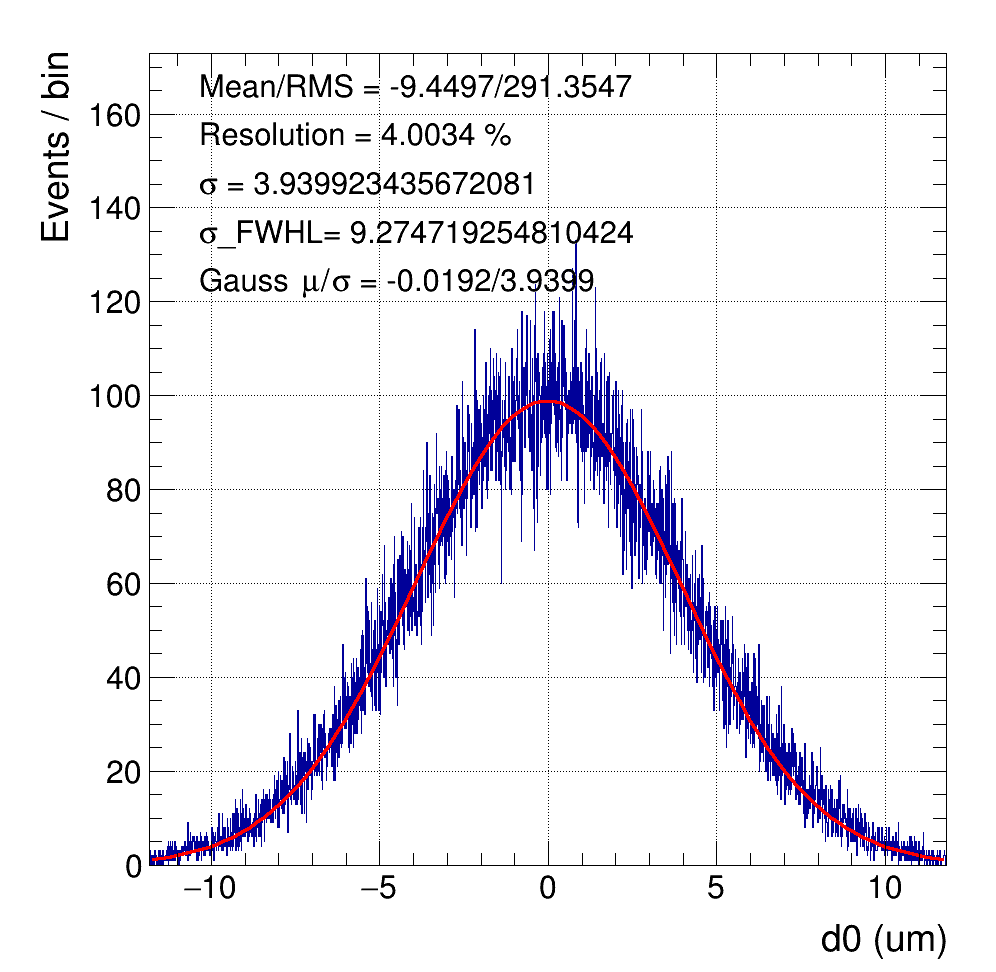 Events / bin
Mean/RMS = -9.4497/291.3547
Resolution = 4.0034 %
σ = 3.939923435672081
σ_FWHL= 9.274719254810424
Gauss μ/σ = -0.0192/3.9399
160
140
120
100
80
60
40
20
0
−10 −5 0 5 10
d0 (um)